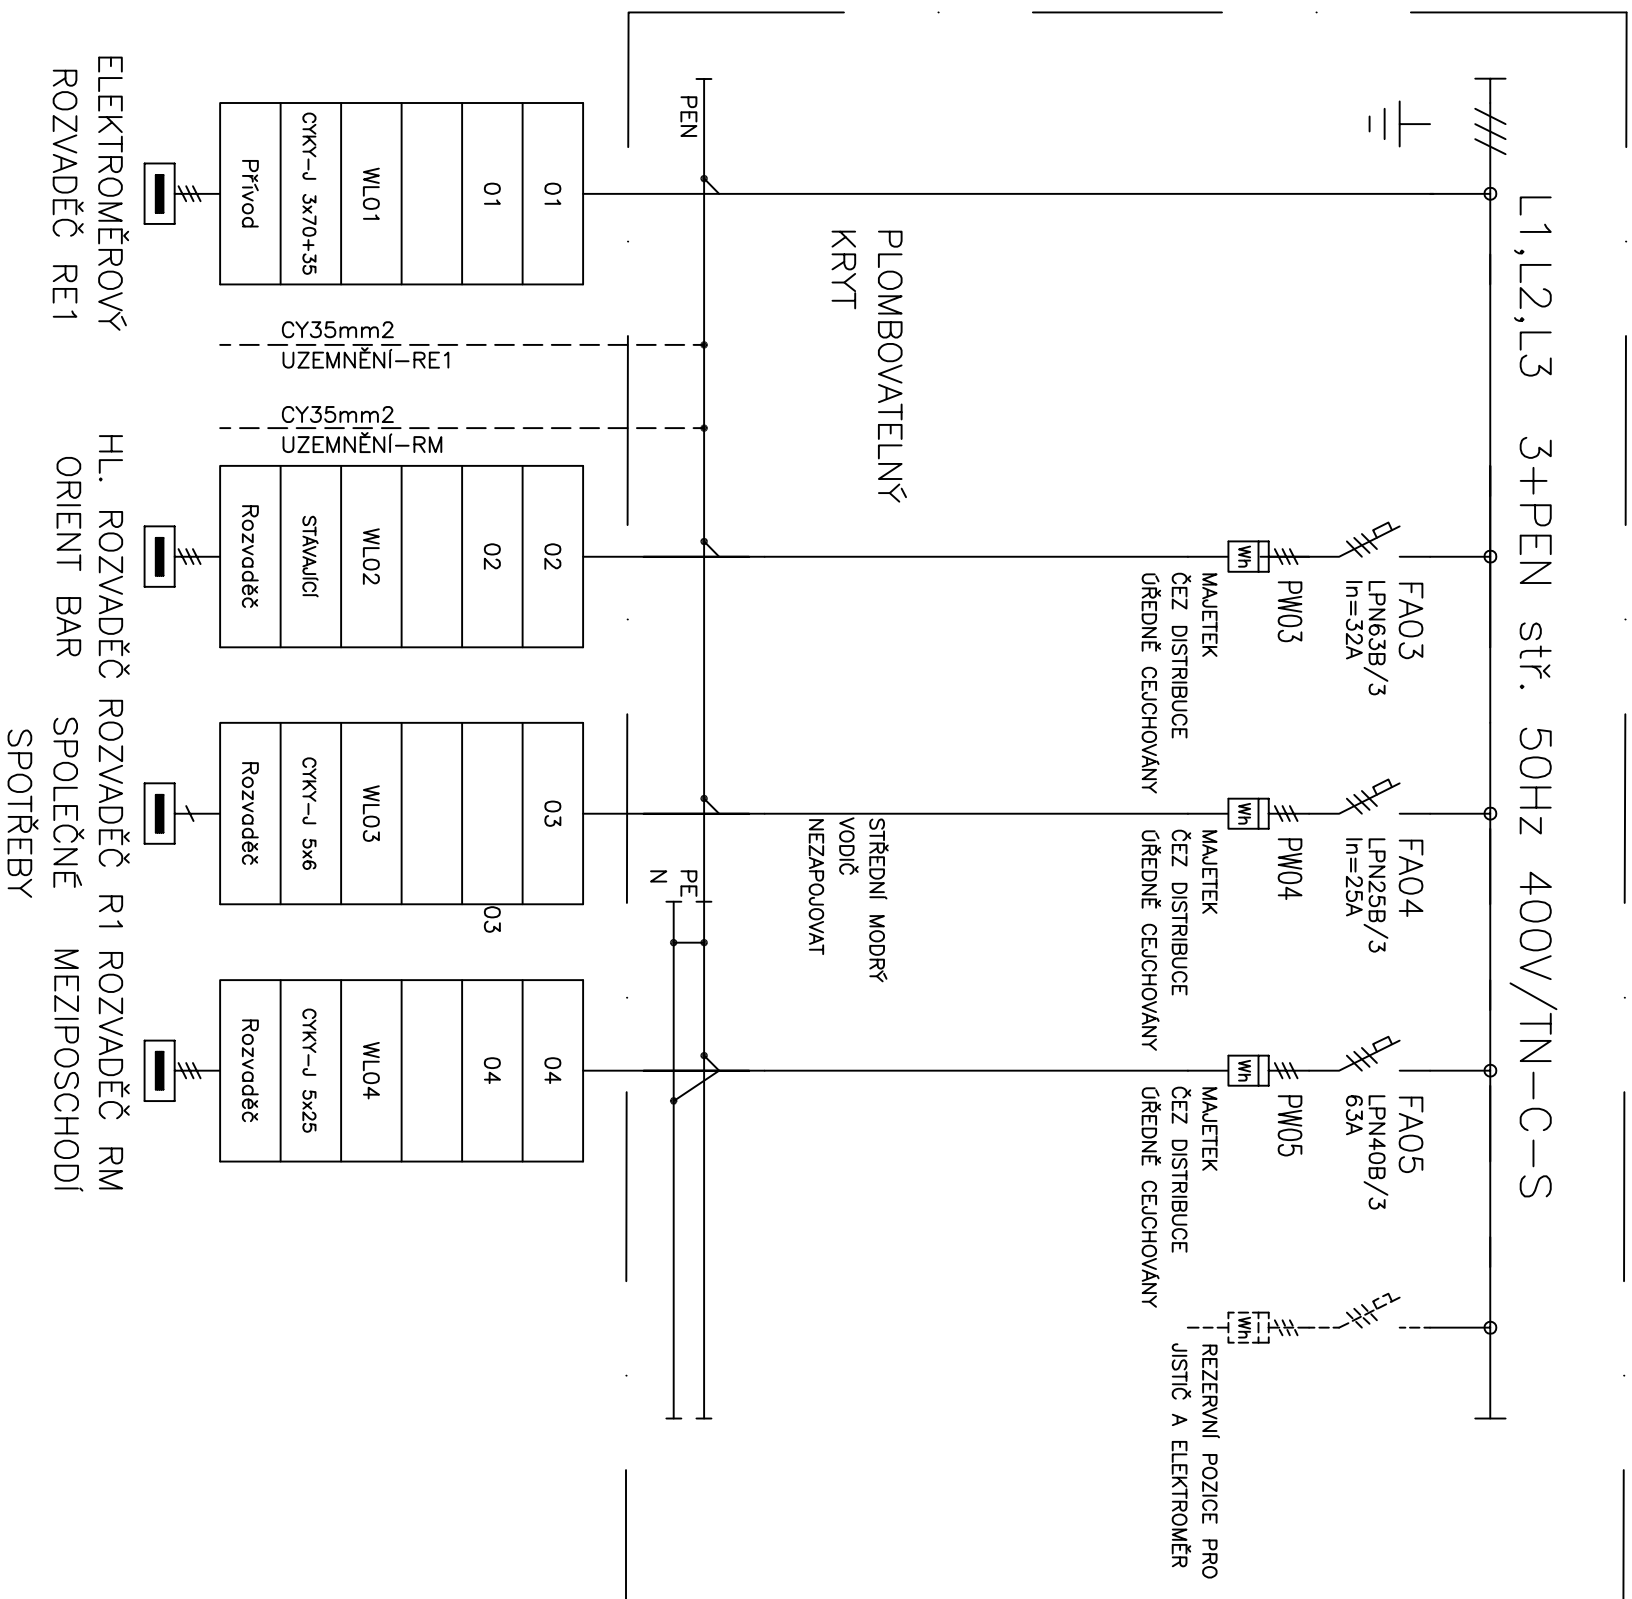 L1,L2,L3 3+PEN stř. 50Hz 400V/TN-C-S
FA03
LPN63B/3
In=32A
PW03
MAJETEK
ČEZ DISTRIBUCE
ÚŘEDNĚ CEJCHOVÁNY
FA04
LPN25B/3
In=25A
PW04
MAJETEK
ČEZ DISTRIBUCE
ÚŘEDNĚ CEJCHOVÁNY
FA05
LPN40B/3
63A
PW05
MAJETEK
ČEZ DISTRIBUCE
ÚŘEDNĚ CEJCHOVÁNY
Wh
Wh
Wh
Wh
REZERVNÍ POZICE PRO
JISTIČ A ELEKTROMĚR
PLOMBOVATELNÝ
KRYT
STŘEDNÍ MODRÝ
VODIČ
NEZAPOJOVAT
PEN
PE
N
CY35mm2
UZEMNĚNÍ-RE1
CY35mm2
UZEMNĚNÍ-RM
01
01
WL01
CYKY-J 3x70+35
Přívod
02
02
WL02
STÁVAJÍCÍ
Rozvaděč
03
03
WL03
CYKY-J 5x6
Rozvaděč
04
04
WL04
CYKY-J 5x25
Rozvaděč
ELEKTROMĚROVÝ
ROZVADĚČ RE1
HL. ROZVADĚČ
ORIENT BAR
ROZVADĚČ R1
SPOLEČNÉ
SPOTŘEBY
ROZVADĚČ RM
MEZIPOSCHODÍ